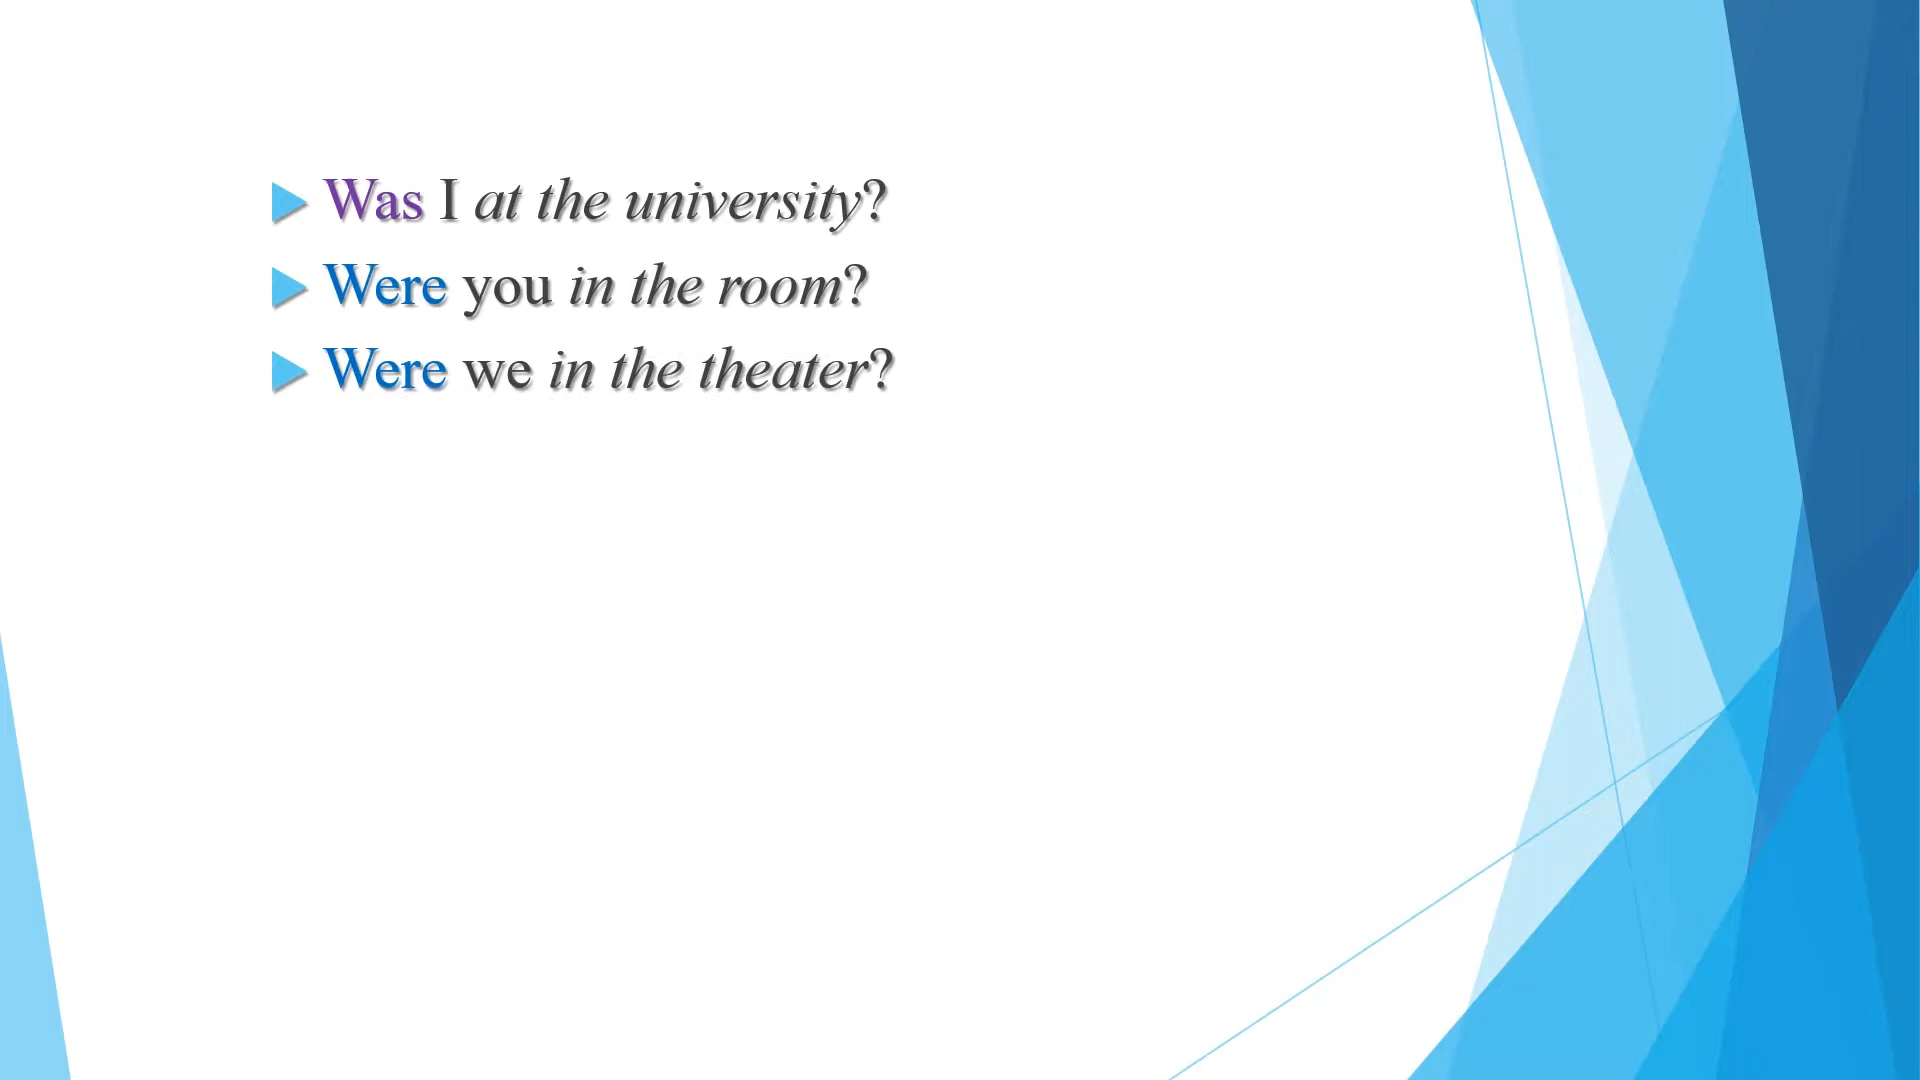 Was I at the university?
Were you in the room?
Were we in the theater?